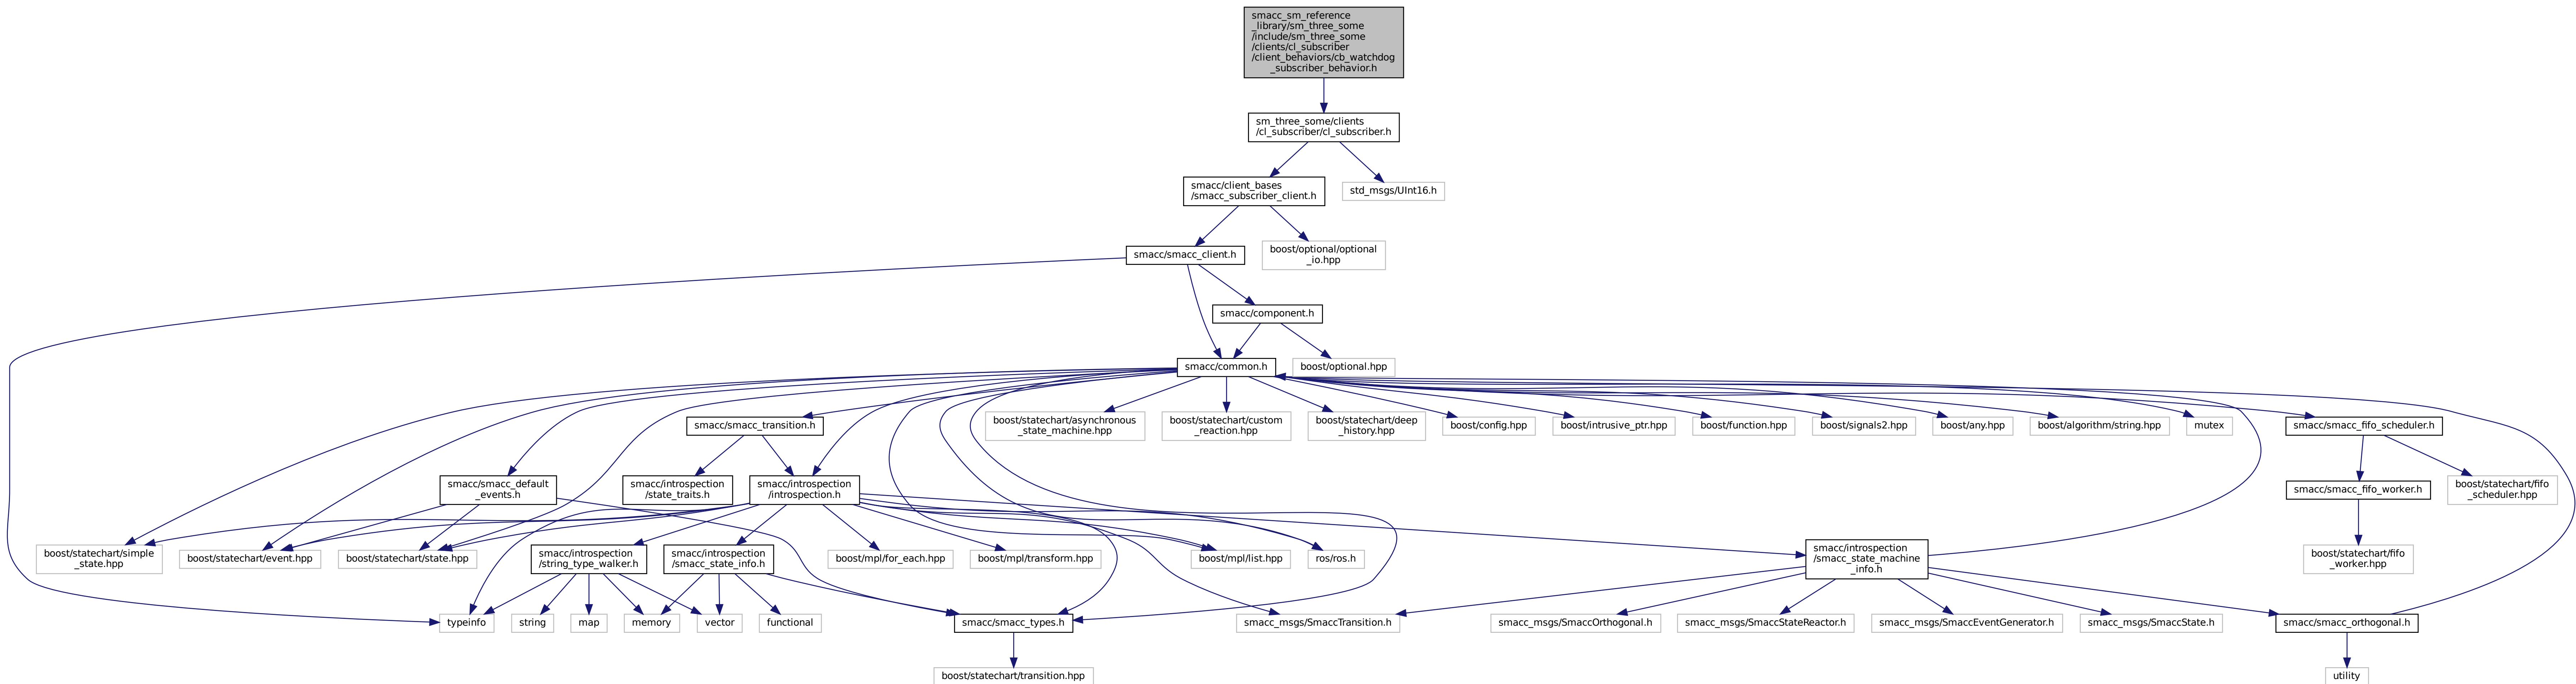 smacc_sm_reference
_library/sm_three_some
/include/sm_three_some
/clients/cl_subscriber
/client_behaviors/cb_watchdog
_subscriber_behavior.h
sm_three_some/clients
/cl_subscriber/cl_subscriber.h
smacc/client_bases
/smacc_subscriber_client.h
std_msgs/UInt16.h
smacc/smacc_client.h
boost/optional/optional
_io.hpp
smacc/component.h
smacc/common.h
boost/optional.hpp
smacc/smacc_transition.h
boost/statechart/asynchronous
_state_machine.hpp
boost/statechart/custom
_reaction.hpp
boost/statechart/deep
_history.hpp
boost/config.hpp
boost/intrusive_ptr.hpp
boost/function.hpp
boost/signals2.hpp
boost/any.hpp
boost/algorithm/string.hpp
mutex
smacc/smacc_fifo_scheduler.h
smacc/smacc_default
_events.h
smacc/introspection
/state_traits.h
smacc/introspection
/introspection.h
smacc/smacc_fifo_worker.h
boost/statechart/fifo
_scheduler.hpp
boost/statechart/simple
_state.hpp
boost/statechart/event.hpp
boost/statechart/state.hpp
smacc/introspection
/string_type_walker.h
smacc/introspection
/smacc_state_info.h
boost/mpl/for_each.hpp
boost/mpl/transform.hpp
boost/mpl/list.hpp
ros/ros.h
smacc/introspection
/smacc_state_machine
_info.h
boost/statechart/fifo
_worker.hpp
typeinfo
string
map
memory
vector
functional
smacc/smacc_types.h
smacc_msgs/SmaccTransition.h
smacc_msgs/SmaccOrthogonal.h
smacc_msgs/SmaccStateReactor.h
smacc_msgs/SmaccEventGenerator.h
smacc_msgs/SmaccState.h
smacc/smacc_orthogonal.h
boost/statechart/transition.hpp
utility